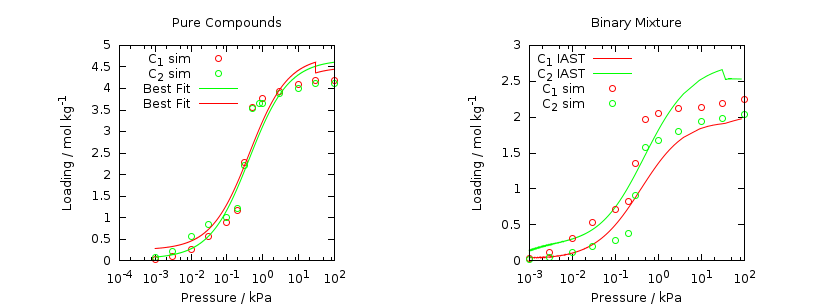 Pure Compounds
5
4.5
4
3.5
3
2.5
2
1.5
1
0.5
0
Loading / mol kg-1
C1 sim
C2 sim
Best Fit
Best Fit
10-4 10-3 10-2 10-1 100 101 102
Pressure / kPa
Binary Mixture
3
2.5
2
1.5
1
0.5
0
Loading / mol kg-1
C1 IAST
C2 IAST
C1 sim
C2 sim
10-3 10-2 10-1 100 101 102
Pressure / kPa